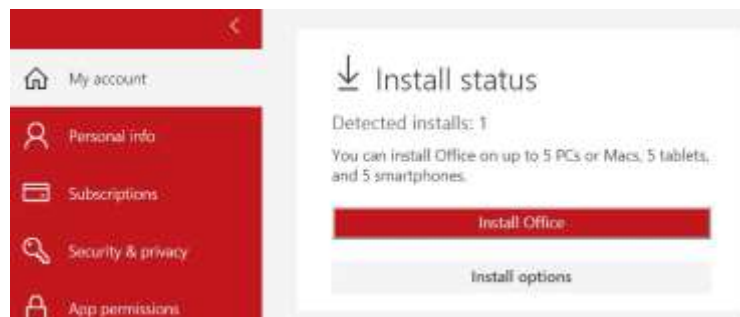 My account
Personal info
Subscriptions
Security & privacy
App permissions
Install status
Detected installs: 1
You can install Office on up to 5 PCs or Macs, 5 tablets,
and 5 smartphones.
Install Office
Install options